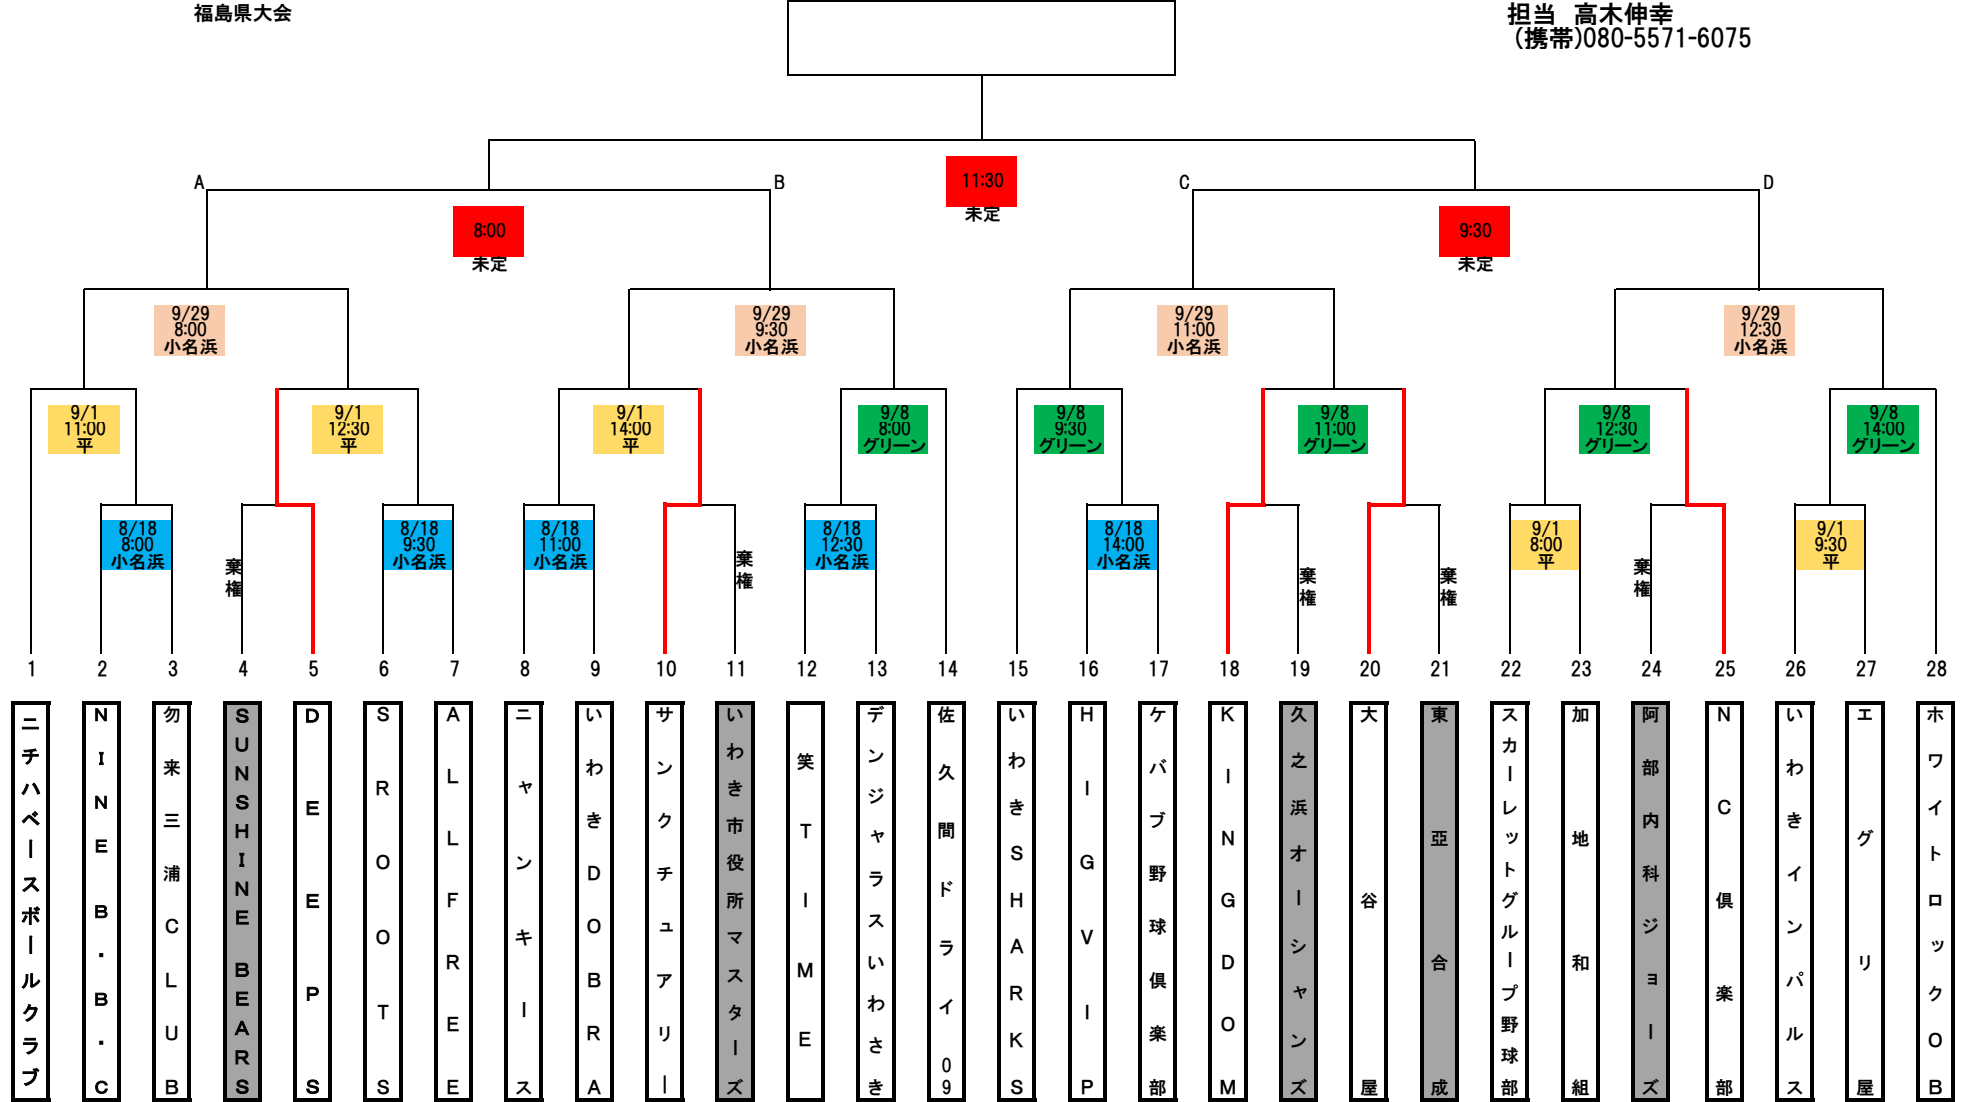 福島県大会
担当 高木伸幸
(携帯)080-5571-6075
A
B
C
D
11:30
未定
8:00
未定
9:30
未定
9/29
8:00
小名浜
9/29
9:30
小名浜
9/29
11:00
小名浜
9/29
12:30
小名浜
9/1
11:00
平
9/1
12:30
平
9/1
14:00
平
9/8
8:00
グリーン
9/8
9:30
グリーン
9/8
11:00
グリーン
9/8
12:30
グリーン
9/8
14:00
グリーン
8/18
8:00
小名浜
棄権
8/18
9:30
小名浜
8/18
11:00
小名浜
棄権
8/18
12:30
小名浜
8/18
14:00
小名浜
棄権
棄権
9/1
8:00
平
棄権
9/1
9:30
平
1 2 3 4 5 6 7 8 9 10 11 12 13 14 15 16 17 18 19 20 21 22 23 24 25 26 27 28
ニチハベースボールクラブ
NINE B.B.C
勿来三浦CLUB
SUNSHINE BEARS
DEEPS
SROOTS
ALLFREE
ニャンキース
いわきDOBRA
サンクチュアリー
いわき市役所マスターズ
笑TIME
デンジャラスいわさき
佐久間ドライ09
いわきSHARKS
HIGVIP
ケバブ野球倶楽部
KINGDOM
久之浜オーシャンズ
大谷屋
東亞合成
スカーレットグループ野球部
加地和組
阿部内科ジョーズ
NC倶楽部
いわきインパルス
エグリ屋
ホワイトロックOB